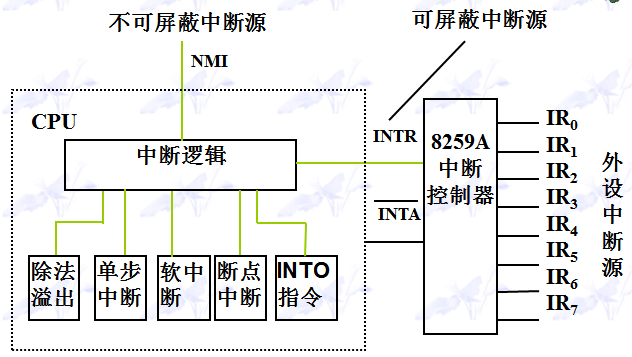 不可屏蔽中断源
可屏蔽中断源
NMI
CPU
中断逻辑
INTR
INTA
8259A
中断
控制器
IR0
IR1
IR2
IR3
IR4
IR5
IR6
IR7
外设中断源
除法
溢出
单步
中断
软中
断
断点
中断
INTO
指令